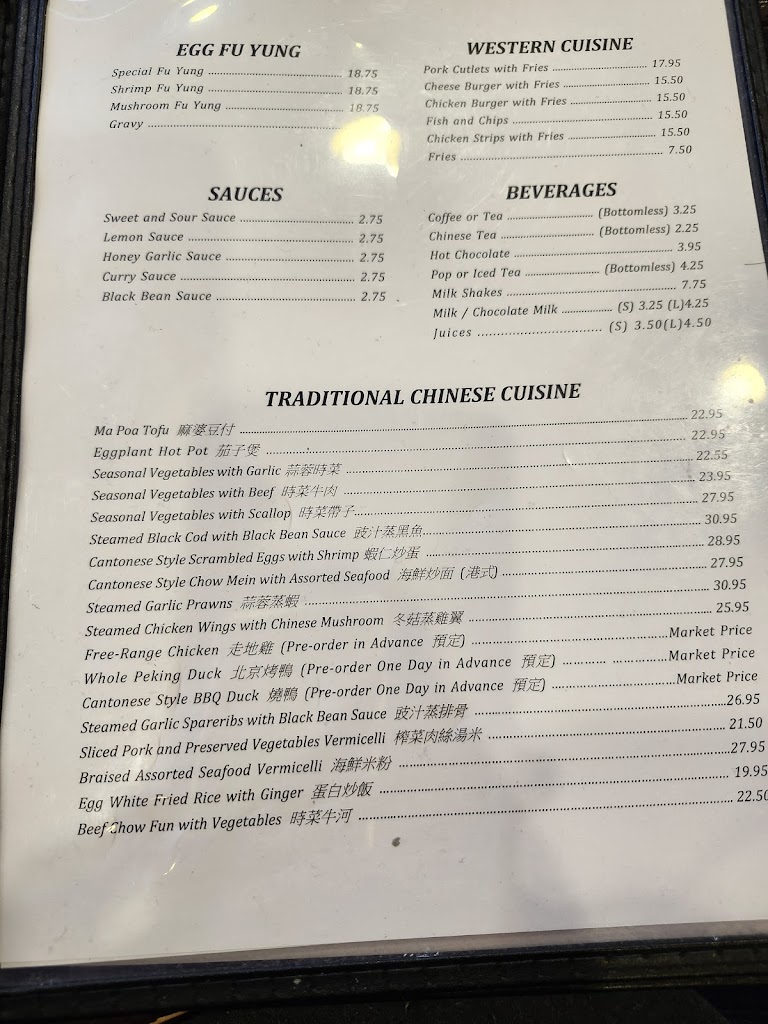 EGG FU YUNG
Special Fu Yung ........ 18.75
Shrimp Fu Yung ........ 18.75
Mushroom Fu Yung ........ 18.75
Gravy ........
WESTERN CUISINE
Pork Cutlets with Fries ........ 17.95
Cheese Burger with Fries ........ 15.50
Chicken Burger with Fries ........ 15.50
Fish and Chips ........ 15.50
Chicken Strips with Fries ........ 15.50
Fries ........ 7.50
SAUCES
Sweet and Sour Sauce ........ 2.75
Lemon Sauce ........ 2.75
Honey Garlic Sauce ........ 2.75
Curry Sauce ........ 2.75
Black Bean Sauce ........ 2.75
BEVERAGES
Coffee or Tea ........ (Bottomless) 3.25
Chinese Tea ........ (Bottomless) 2.25
Hot Chocolate ........ 3.95
Pop or Iced Tea ........ (Bottomless) 4.25
Milk Shakes ........ 7.75
Milk / Chocolate Milk ........ (S) 3.25 (L)4.25
Juices ........ (S) 3.50(L)4.50
TRADITIONAL CHINESE CUISINE
Ma Poa Tofu 麻婆豆付 ........ 22.95
Eggplant Hot Pot 茄子煲 ........ 22.95
Seasonal Vegetables with Garlic 蒜蓉時菜 ........ 22.55
Seasonal Vegetables with Beef 時菜牛肉 ........ 23.95
Seasonal Vegetables with Scallop 時菜帶子........ 27.95
Steamed Black Cod with Black Bean Sauce 豉汁蒸黑魚........ 30.95
Cantonese Style Scrambled Eggs with Shrimp 蝦仁炒蛋 ........ 28.95
Cantonese Style Chow Mein with Assorted Seafood 海鮮炒面 (港式) ........ 27.95
Steamed Garlic Prawns 蒜蓉蒸蝦 ........ 30.95
Steamed Chicken Wings with Chinese Mushroom 冬菇蒸雞翼 ........ 25.95
Free-Range Chicken 走地雞 (Pre-order in Advance 預定) ........ Market Price
Whole Peking Duck 北京烤鴨 (Pre-order One Day in Advance 預定) ........ Market Price
Cantonese Style BBQ Duck 燒鴨 (Pre-order One Day in Advance 預定) ........ Market Price
Steamed Garlic Spareribs with Black Bean Sauce 豉汁蒸排骨 ........ 26.95
Sliced Pork and Preserved Vegetables Vermicelli 榨菜肉絲湯米 ........ 21.50
Braised Assorted Seafood Vermicelli 海鮮米粉 ........ 27.95
Egg White Fried Rice with Ginger 蛋白炒飯 ........ 19.95
Beef Chow Fun with Vegetables 時菜牛河 ........ 22.50